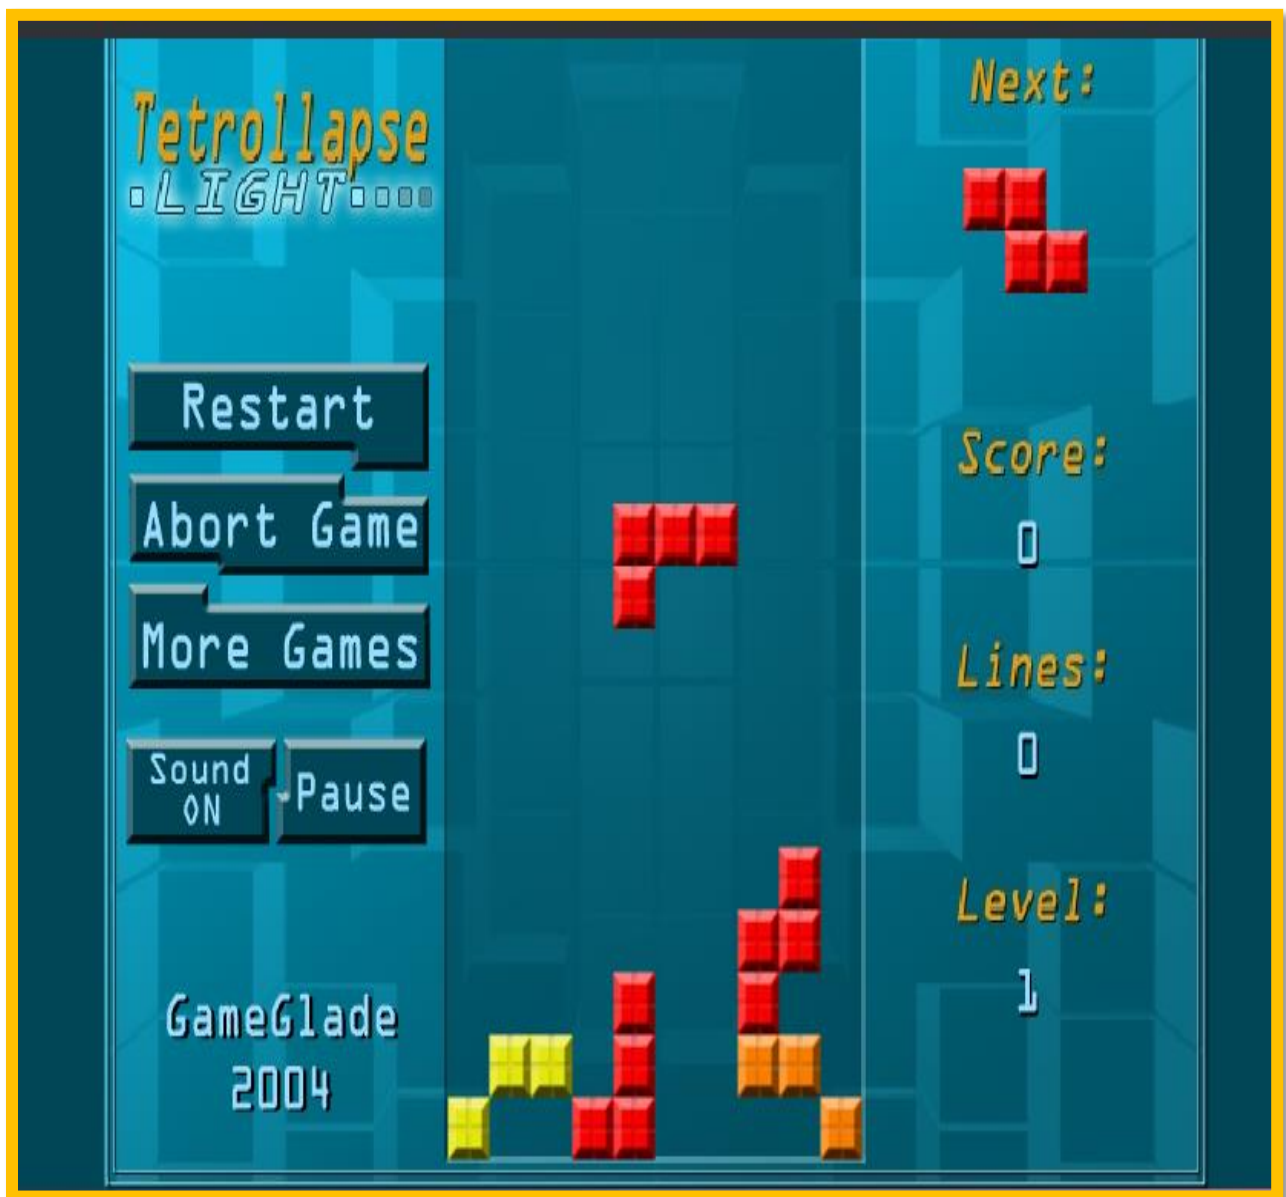 Tetrollapse
LIGHT
Restart
Abort Game
More Games
Sound
ON
Pause
GameGlade
2004
Next:
Score:
0
Lines:
0
Level:
1